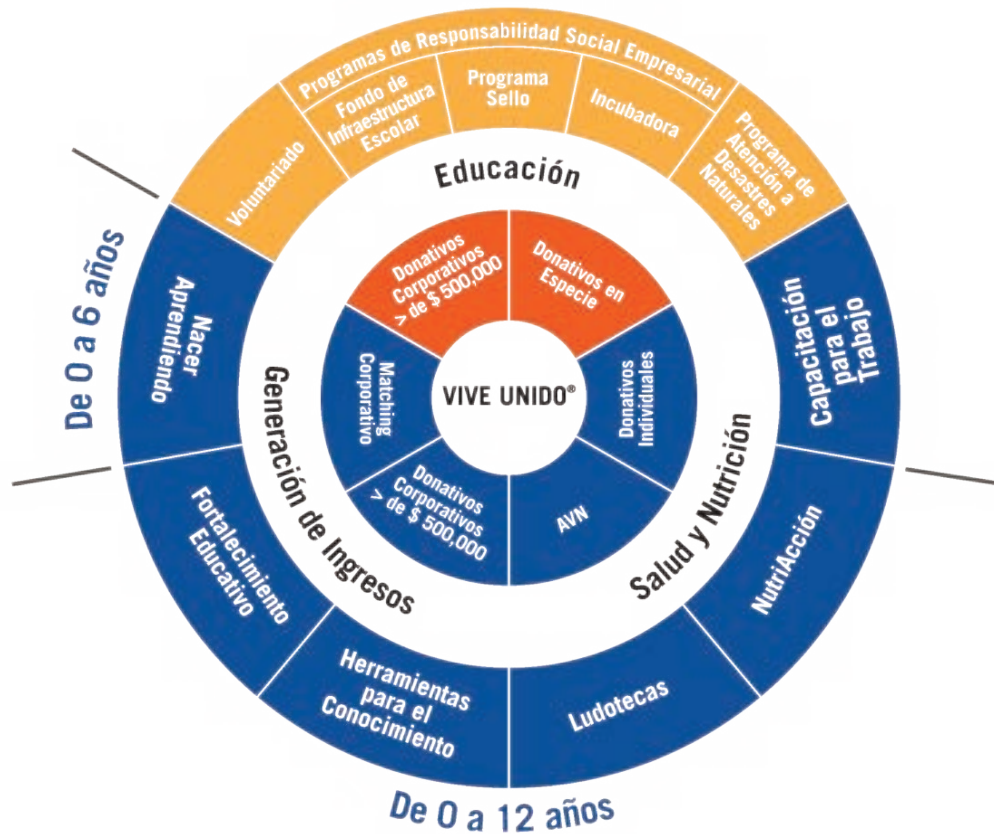 Programas de Responsabilidad Social Empresarial
Voluntariado
Fondo de
Infraestructura
Escolar
Programa
Sello
Incubadora
Programa de
Atención a
Desastres
Naturales
De 0 a 6 años
Nacer
Aprendiendo
Capacitación
para el
Trabajo
Educación
Generación de Ingresos
Salud y Nutrición
Donativos
Corporativos
> de $ 500,000
Donativos en
Especie
Matching
Corporativo
VIVE UNIDO®
Donativos
Individuales
Donativos
Corporativos
> de $ 500,000
AVN
Fortalecimiento
Educativo
Herramientas
para el
Conocimiento
Ludotecas
NutriAcción
De 0 a 12 años